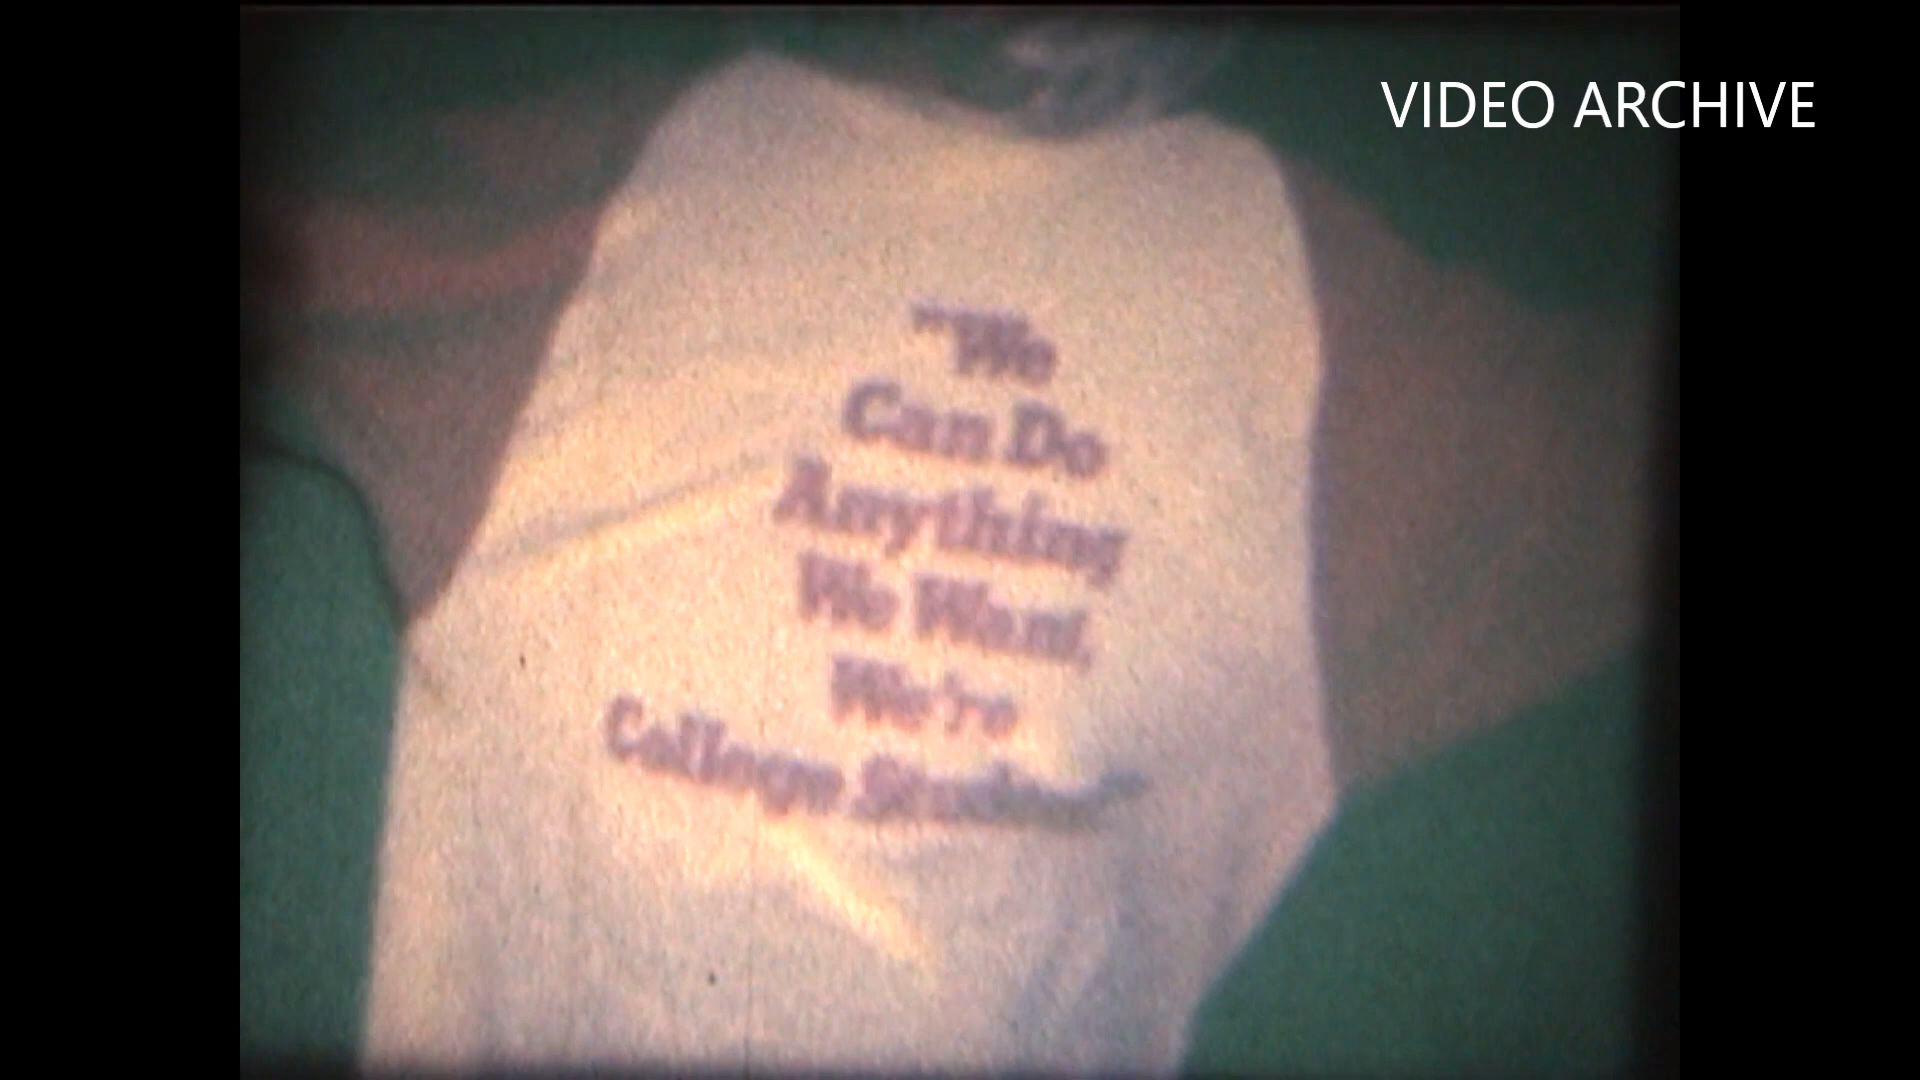 VIDEO ARCHIVE
"We
Can Do
Anything
We Want,
We're
College